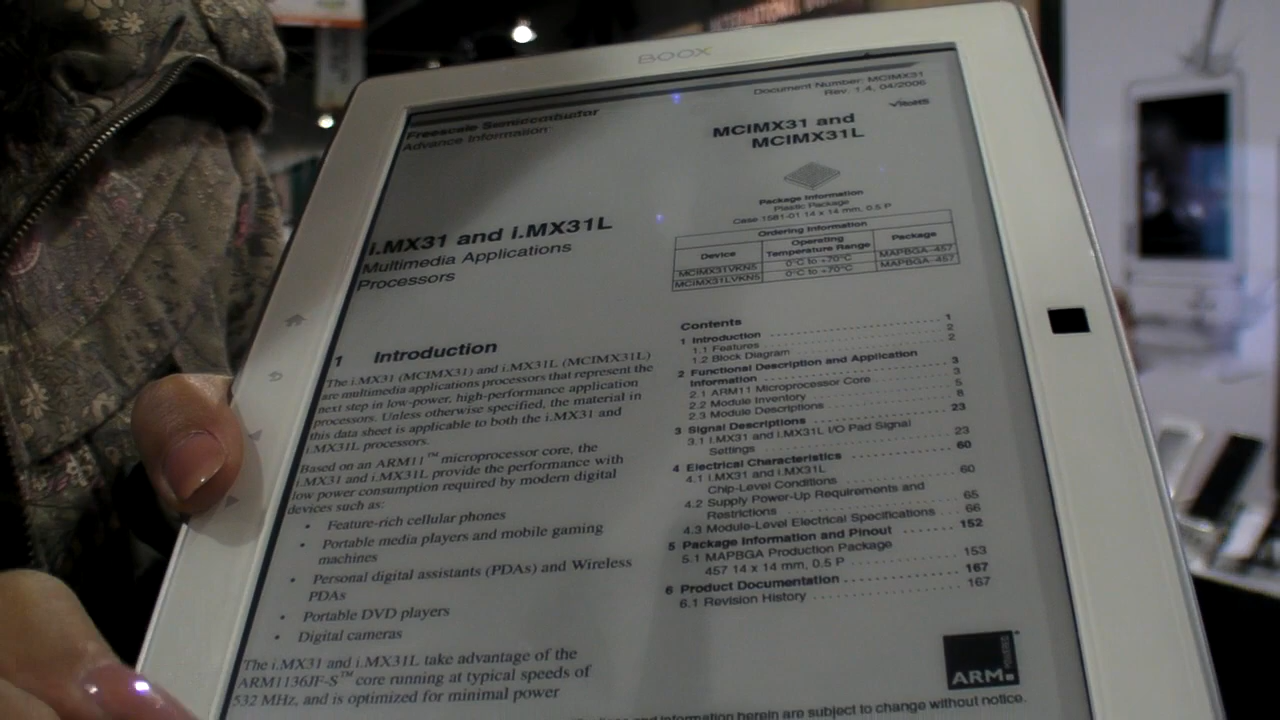 BOOX
Freescale Semiconductor
Advance Information
Document Number: MCIMX31
Rev. 1.4, 04/2006
MCIMX31 and
MCIMX31L
Package Information
Plastic Package
Case 1581-01 14 x 14 mm, 0.5 P
Ordering Information
Device
Operating
Temperature Range
Package
MCIMX31VKN5
0°C to +70°C
MAPBGA-457
MCIMX31LVKN5
0°C to +70°C
MAPBGA-457
i.MX31 and i.MX31L
Multimedia Applications
Processors
1 Introduction
The i.MX31 (MCIMX31) and i.MX31L (MCIMX31L)
are multimedia applications processors that represent the
next step in low-power, high-performance application
processors. Unless otherwise specified, the material in
this data sheet is applicable to both the i.MX31 and
i.MX31L processors.
Based on an ARM11™ microprocessor core, the
i.MX31 and i.MX31L provide the performance with
low power consumption required by modern digital
devices such as:
• Feature-rich cellular phones
• Portable media players and mobile gaming
machines
• Personal digital assistants (PDAs) and Wireless
PDAs
• Portable DVD players
• Digital cameras
The i.MX31 and i.MX31L take advantage of the
ARM1136JF-S™ core running at typical speeds of
532 MHz, and is optimized for minimal power
Contents
1 Introduction . . . . . . . . . . 1
1.1 Features . . . . . . . . . . 2
1.2 Block Diagram . . . . . . . . . . 2
2 Functional Description and Application
Information . . . . . . . . . . 3
2.1 ARM11 Microprocessor Core . . . . . . . . . . 3
2.2 Module Inventory . . . . . . . . . . 5
2.3 Module Descriptions . . . . . . . . . . 8
3 Signal Descriptions . . . . . . . . . . 23
3.1 i.MX31 and i.MX31L I/O Pad Signal
Settings . . . . . . . . . . 23
4 Electrical Characteristics . . . . . . . . . . 60
4.1 i.MX31 and i.MX31L
Chip-Level Conditions . . . . . . . . . . 60
4.2 Supply Power-Up Requirements and
Restrictions . . . . . . . . . . 65
4.3 Module-Level Electrical Specifications . . 66
5 Package Information and Pinout . . . . . . . . . . 152
5.1 MAPBGA Production Package
457 14 x 14 mm, 0.5 P . . . . . . . . . . 153
6 Product Documentation . . . . . . . . . . 167
6.1 Revision History . . . . . . . . . . 167
ARM
POWERED
and information herein are subject to change without notice.